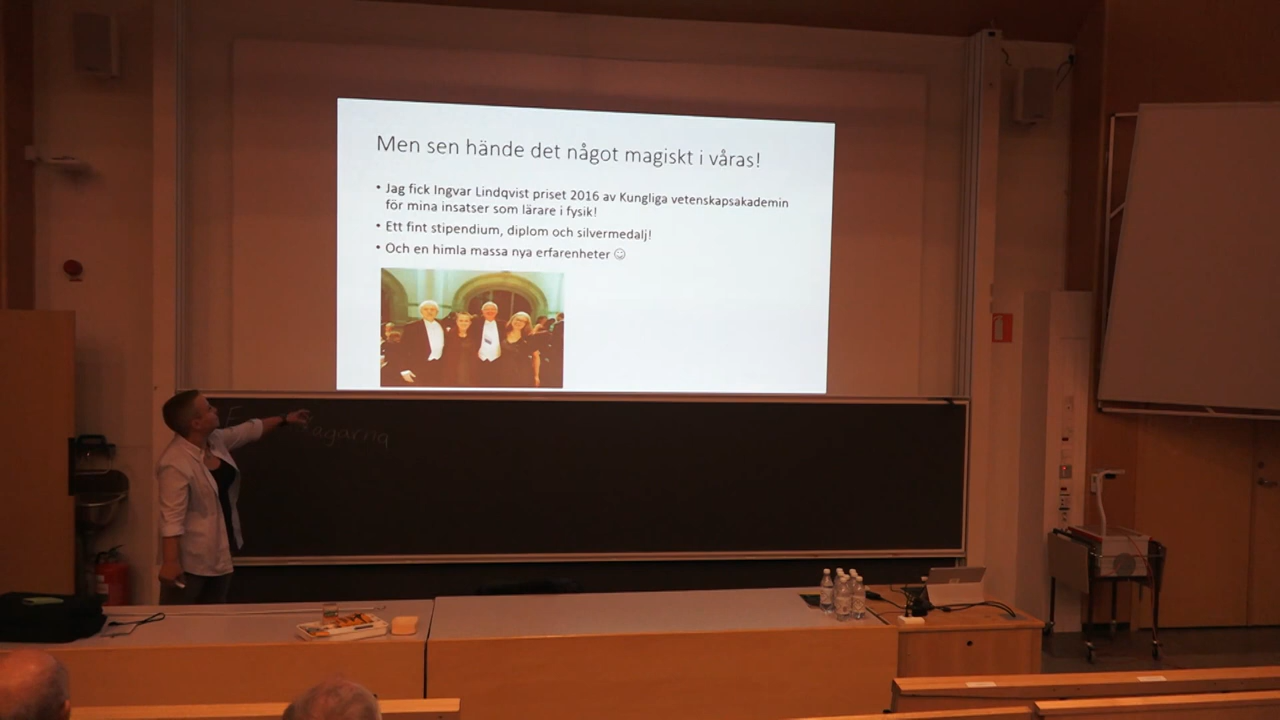 Men sen hände det något magiskt i våras!
• Jag fick Ingvar Lindqvist priset 2016 av Kungliga vetenskapsakademin
för mina insatser som lärare i fysik!
• Ett fint stipendium, diplom och silvermedalj!
• Och en himla massa nya erfarenheter ☺